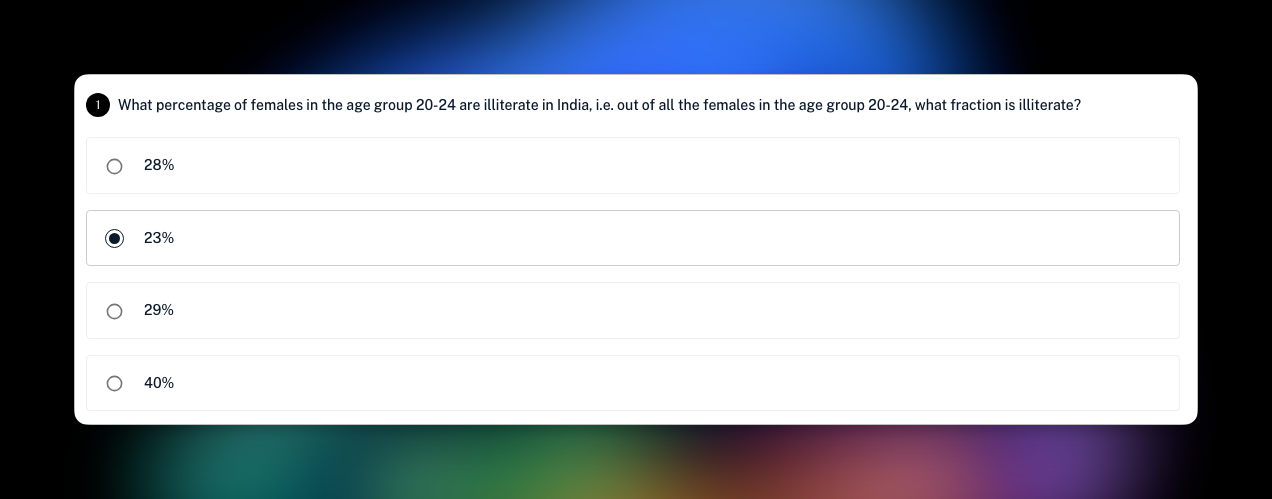 1 What percentage of females in the age group 20-24 are illiterate in India, i.e. out of all the females in the age group 20-24, what fraction is illiterate?
28%
23%
29%
40%